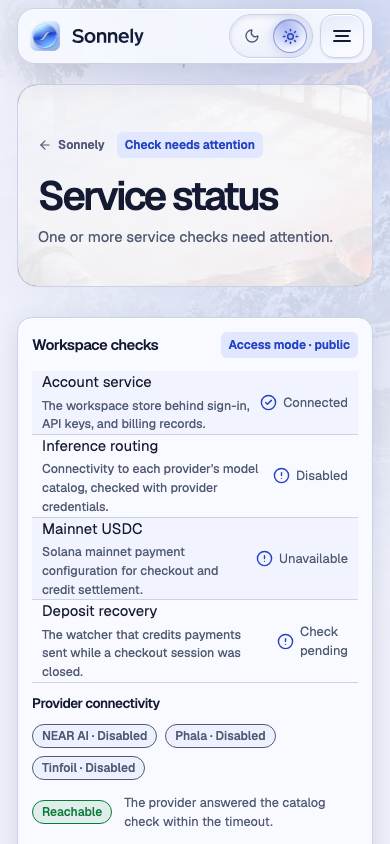 Sonnely
← Sonnely Check needs attention
Service status
One or more service checks need attention.
Workspace checks Access mode · public
Account service
The workspace store behind sign-in,
API keys, and billing records.
Connected
Inference routing
Connectivity to each provider's model
catalog, checked with provider
credentials.
Disabled
Mainnet USDC
Solana mainnet payment
configuration for checkout and
credit settlement.
Unavailable
Deposit recovery
The watcher that credits payments
sent while a checkout session was
closed.
Check
pending
Provider connectivity
NEAR AI · Disabled Phala · Disabled
Tinfoil · Disabled
Reachable
The provider answered the catalog
check within the timeout.